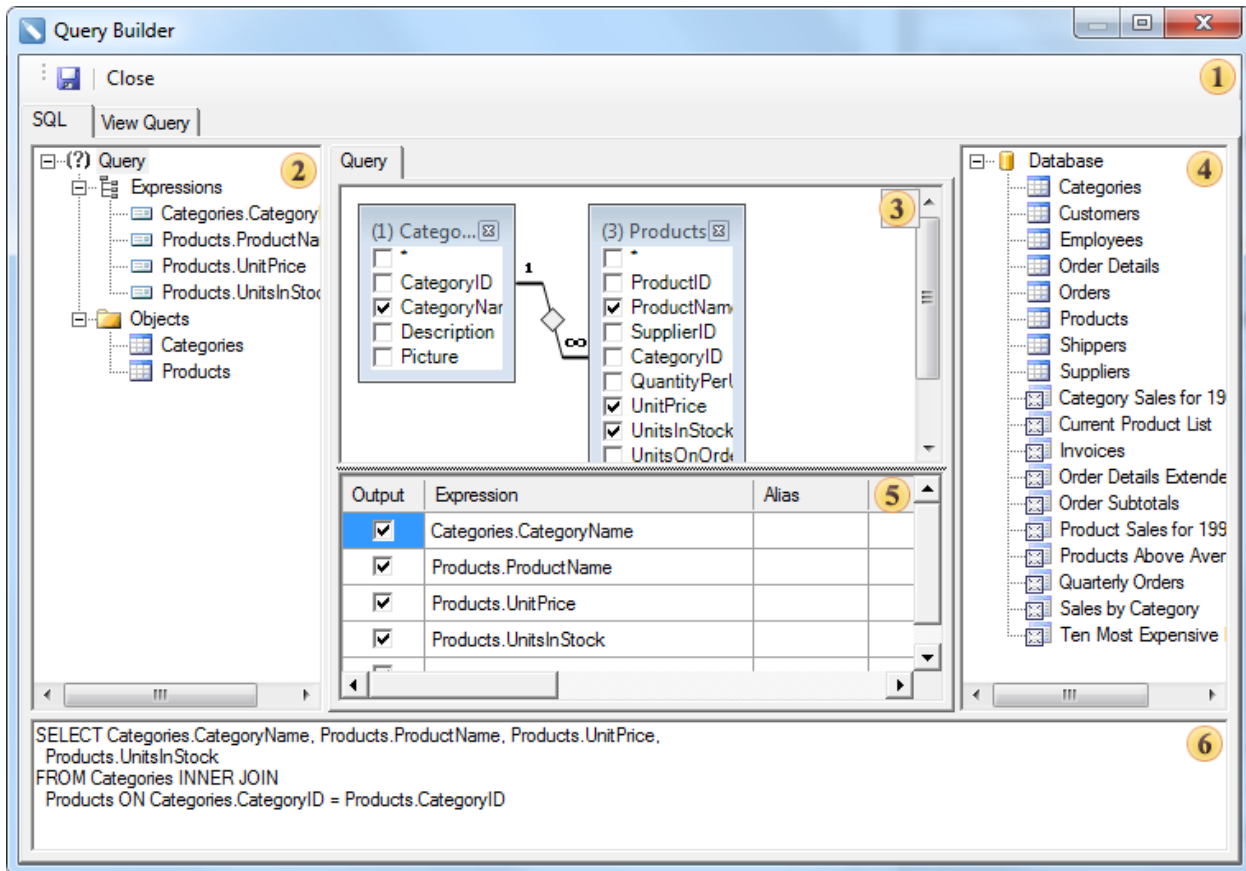 Query Builder
Close
1
SQL
View Query
(?) Query
2
Expressions
Categories.Category
Products.ProductNa
Products.UnitPrice
Products.UnitsInStoc
Objects
Categories
Products
Query
3
(1) Catego...
*
CategoryID
CategoryNar
Description
Picture
1
∞
(3) Products
*
ProductID
ProductNam
SupplierID
CategoryID
QuantityPerU
UnitPrice
UnitsInStock
UnitsOnOrde
Output Expression Alias
5
Categories.CategoryName
Products.ProductName
Products.UnitPrice
Products.UnitsInStock
Database
4
Categories
Customers
Employees
Order Details
Orders
Products
Shippers
Suppliers
Category Sales for 19
Current Product List
Invoices
Order Details Extende
Order Subtotals
Product Sales for 199
Products Above Aver
Quarterly Orders
Sales by Category
Ten Most Expensive
SELECT Categories.CategoryName, Products.ProductName, Products.UnitPrice,
Products.UnitsInStock
FROM Categories INNER JOIN
Products ON Categories.CategoryID = Products.CategoryID
6